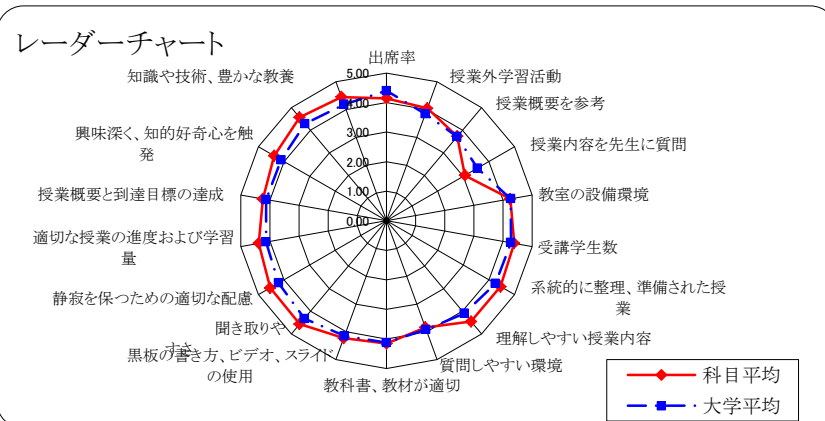 レーダーチャート
出席率
授業外学習活動
授業概要を参考
授業内容を先生に質問
教室の設備環境
受講学生数
系統的に整理、準備された授
業
理解しやすい授業内容
質問しやすい環境
教科書、教材が適切
黒板の書き方、ビデオ、スライド
の使用
聞き取りや
すさ
静寂を保つための適切な配慮
適切な授業の進度および学習
量
授業概要と到達目標の達成
興味深く、知的好奇心を触
発
知識や技術、豊かな教養
5.00
4.00
3.00
2.00
1.00
0.00
科目平均
大学平均